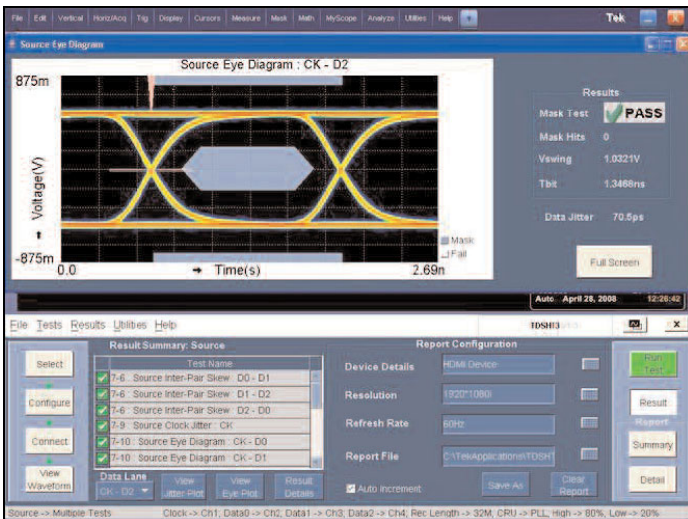 File Edit Vertical Horiz/Acq Trig Display Cursors Measure Mask Math MyScope Analyze Utilities Help Tek
Source Eye Diagram
Source Eye Diagram : CK - D2
875m
Voltage(V)
-875m
0.0
Time(s)
2.69n
Mask
Fail
Results
Mask Test PASS
Mask Hits 0
Vswing 1.0321V
Tbit 1.3468ns
Data Jitter 70.5ps
Full Screen
Auto April 28, 2008 12:26:42
File Tests Results Utilities Help TDSHT3 X
Select
Configure
Connect
View Waveform
Result Summary: Source
Test Name
7-6 : Source Inter-Pair Skew : D0 - D1
7-6 : Source Inter-Pair Skew : D1 - D2
7-6 : Source Inter-Pair Skew : D2 - D0
7-9 : Source Clock Jitter : CK
7-10 : Source Eye Diagram : CK - D0
7-10 : Source Eye Diagram : CK - D1
Data Lane
CK - D2
View Jitter Plot
View Eye Plot
Result Details
Report Configuration
Device Details HDMI Device
Resolution 1920*1080i
Refresh Rate 60Hz
Report File C:\TekApplications\TDSHT
Auto Increment
Save As
Clear Report
Run Test
Result
Report
Summary
Detail
Source -> Multiple Tests Clock -> Ch1, Data0 -> Ch2, Data1 -> Ch3, Data2 -> Ch4, Rec Length -> 32M, CRU -> PLL, High -> 80%, Low -> 20%